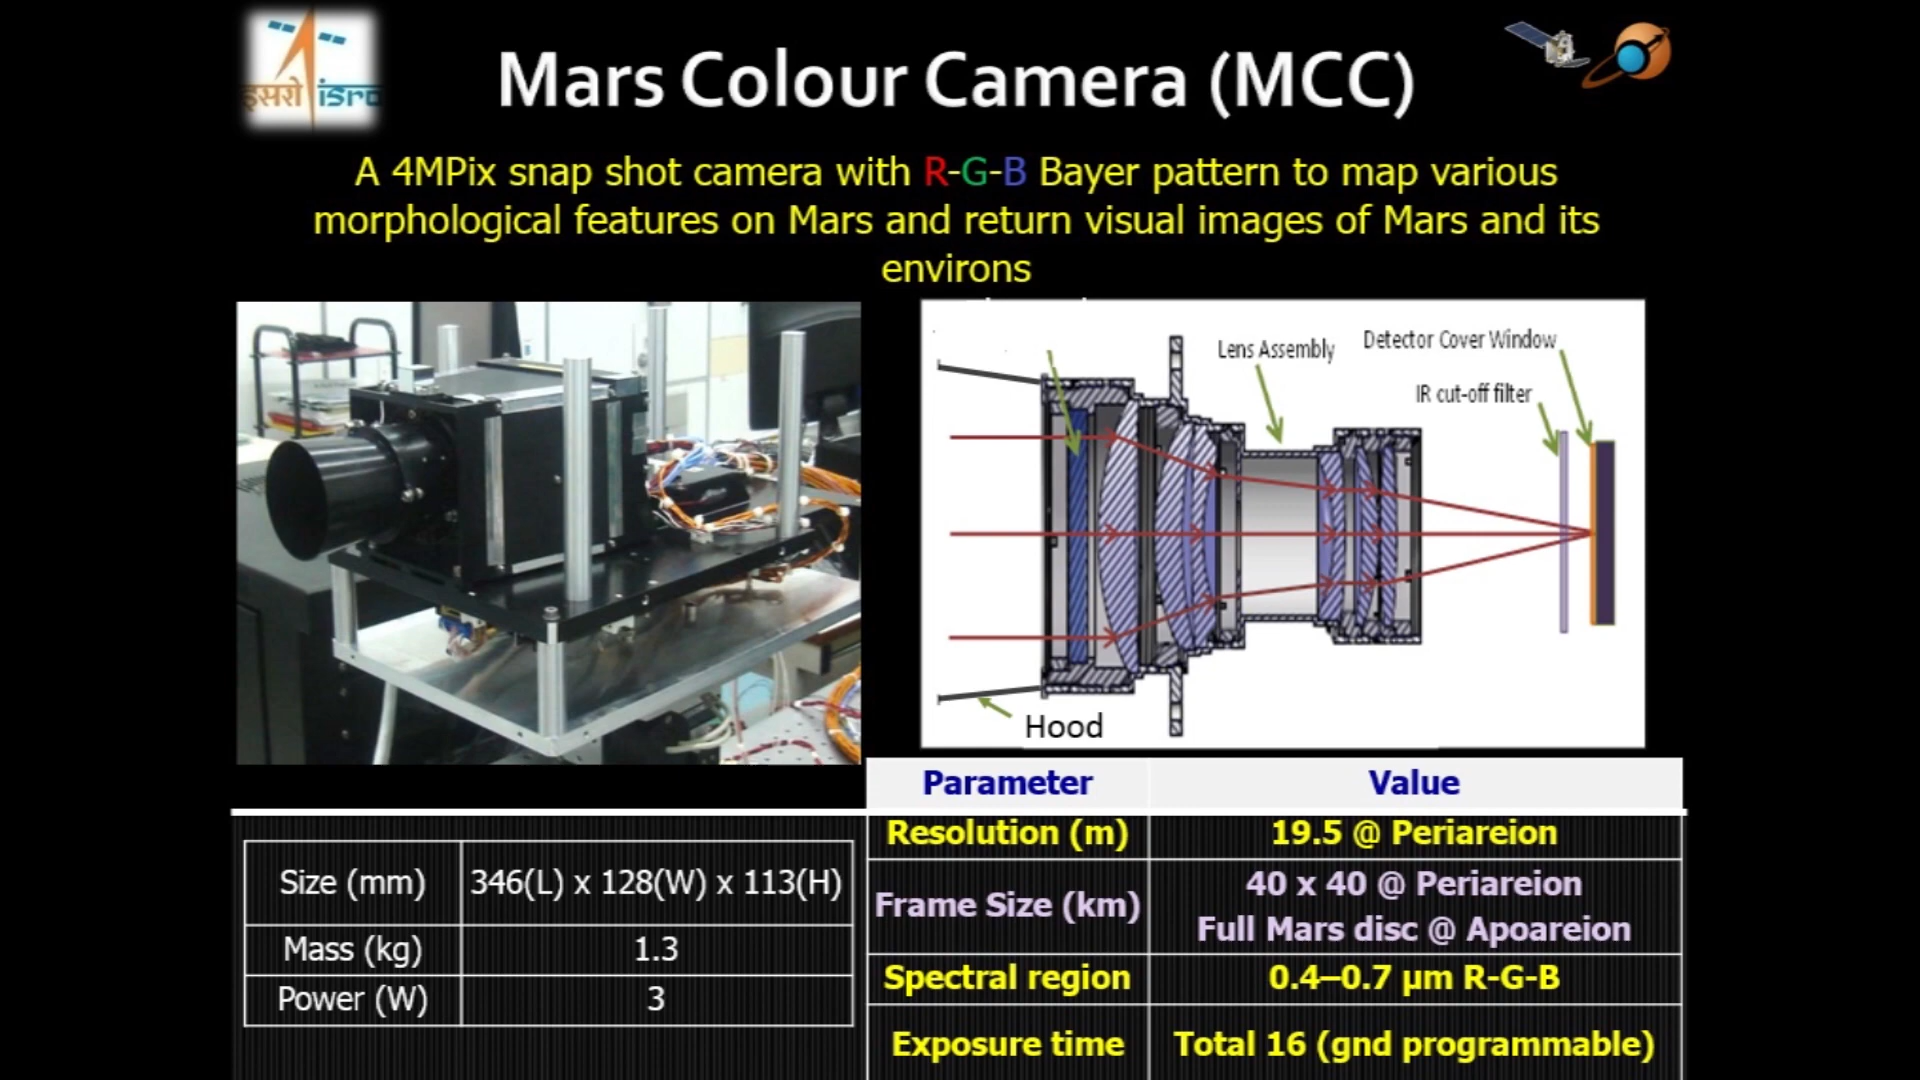 इसरो isro
Mars Colour Camera (MCC)
A 4MPix snap shot camera with R-G-B Bayer pattern to map various
morphological features on Mars and return visual images of Mars and its
environs
Lens Assembly
Detector Cover Window
IR cut-off filter
Hood
Parameter Value
Resolution (m) 19.5 @ Periareion
Frame Size (km) 40 x 40 @ Periareion
Full Mars disc @ Apoareion
Spectral region 0.4–0.7 µm R-G-B
Exposure time Total 16 (gnd programmable)
Size (mm) 346(L) x 128(W) x 113(H)
Mass (kg) 1.3
Power (W) 3